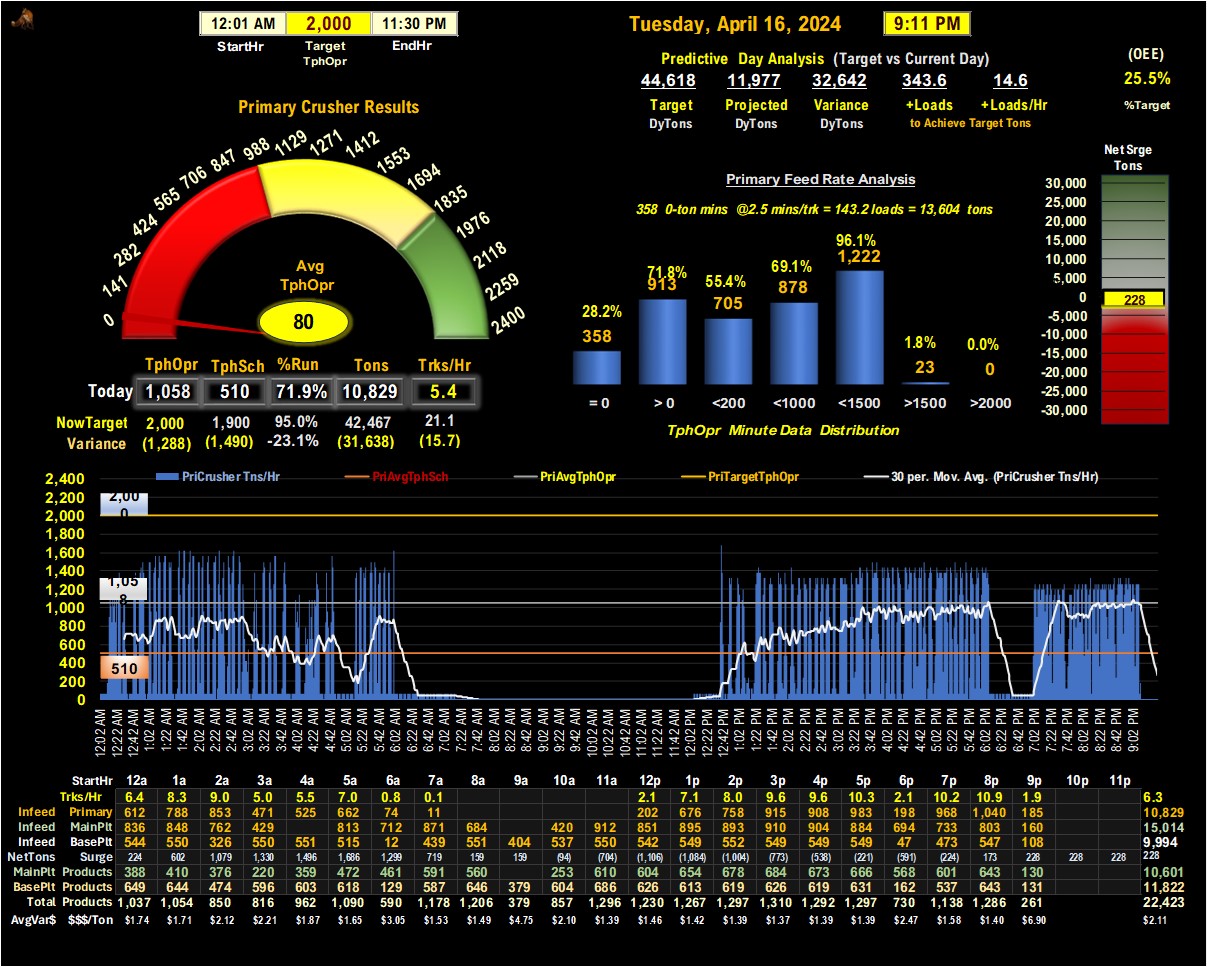 12:01 AM 2,000 11:30 PM
StartHr Target TphOpr EndHr
Tuesday, April 16, 2024 9:11 PM
Predictive Day Analysis (Target vs Current Day)
44,618 11,977 32,642 343.6 14.6
Target Projected Variance +Loads +Loads/Hr
DyTons DyTons DyTons to Achieve Target Tons
(OEE)
25.5%
%Target
Primary Crusher Results
0 141 282 424 565 706 847 988 1129 1271 1412 1553 1694 1835 1976 2118 2259 2400
Avg
TphOpr
80
TphOpr TphSch %Run Tons Trks/Hr
Today 1,058 510 71.9% 10,829 5.4
NowTarget 2,000 1,900 95.0% 42,467 21.1
Variance (1,288) (1,490) -23.1% (31,638) (15.7)
Primary Feed Rate Analysis
358 0-ton mins @2.5 mins/trk = 143.2 loads = 13,604 tons
28.2% 71.8% 55.4% 69.1% 96.1% 1.8% 0.0%
358 913 705 878 1,222 23 0
= 0 > 0 <200 <1000 <1500 >1500 >2000
TphOpr Minute Data Distribution
Net Srge
Tons
30,000
25,000
20,000
15,000
10,000
5,000
0
228
-5,000
-10,000
-15,000
-20,000
-25,000
-30,000
PriCrusher Tns/Hr PriAvgTphSch PriAvgTphOpr PriTargetTphOpr 30 per. Mov. Avg. (PriCrusher Tns/Hr)
2,400
2,200
2,000
1,800
1,600
1,400
1,200
1,000
800
600
400
200
0
2,000
1,058
510
12:02 AM 12:22 AM 12:42 AM 1:02 AM 1:22 AM 1:42 AM 2:02 AM 2:22 AM 2:42 AM 3:02 AM 3:22 AM 3:42 AM 4:02 AM 4:22 AM 4:42 AM 5:02 AM 5:22 AM 5:42 AM 6:02 AM 6:22 AM 6:42 AM 7:02 AM 7:22 AM 7:42 AM 8:02 AM 8:22 AM 8:42 AM 9:02 AM 9:22 AM 9:42 AM 10:02 AM 10:22 AM 10:42 AM 11:02 AM 11:22 AM 11:42 AM 12:02 PM 12:22 PM 12:42 PM 1:02 PM 1:22 PM 1:42 PM 2:02 PM 2:22 PM 2:42 PM 3:02 PM 3:22 PM 3:42 PM 4:02 PM 4:22 PM 4:42 PM 5:02 PM 5:22 PM 5:42 PM 6:02 PM 6:22 PM 6:42 PM 7:02 PM 7:22 PM 7:42 PM 8:02 PM 8:22 PM 8:42 PM 9:02 PM
StartHr 12a 1a 2a 3a 4a 5a 6a 7a 8a 9a 10a 11a 12p 1p 2p 3p 4p 5p 6p 7p 8p 9p 10p 11p
Trks/Hr 6.4 8.3 9.0 5.0 5.5 7.0 0.8 0.1 2.1 7.1 8.0 9.6 9.6 10.3 2.1 10.2 10.9 1.9 6.3
Infeed Primary 612 788 853 471 525 662 74 11 202 676 758 915 908 983 198 968 1,040 185 10,829
Infeed MainPlt 836 848 762 429 813 712 871 684 420 912 851 895 893 910 904 884 694 733 803 160 15,014
Infeed BasePlt 544 550 326 550 551 515 12 439 551 404 537 552 549 540 549 549 540 549 47 473 547 108 9,994
NetTons Surge 224 602 1,079 1,330 1,496 1,686 1,299 719 159 159 (94) (704) (1,106) (1,084) (1,004) (773) (538) (221) (591) (224) 173 228 228 228 228
MainPlt Products 388 410 376 220 359 472 461 591 560 253 610 604 654 678 684 673 666 568 601 643 130 10,601
BasePlt Products 649 644 474 596 603 618 129 587 646 379 604 686 626 613 619 626 619 631 162 537 643 131 11,822
Total Products 1,037 1,054 850 816 962 1,090 590 1,178 1,206 379 857 1,296 1,230 1,267 1,297 1,310 1,292 1,297 730 1,138 1,286 261 22,423
AvgVar$ $$$/Ton $1.74 $1.71 $2.12 $2.21 $1.87 $1.65 $3.05 $1.53 $1.49 $4.75 $2.10 $1.39 $1.46 $1.42 $1.39 $1.37 $1.39 $1.39 $2.47 $1.58 $1.40 $6.90 $2.11